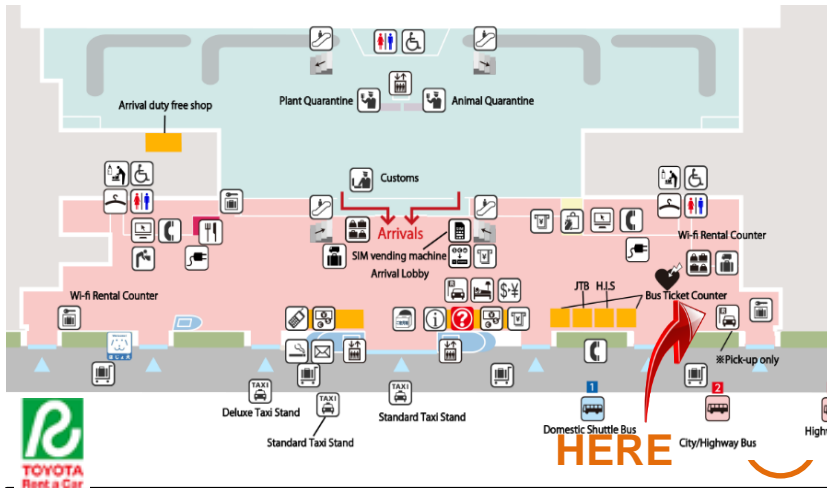 Plant Quarantine
Animal Quarantine
Arrival duty free shop
Customs
Arrivals
SIM vending machine
Arrival Lobby
Wi-fi Rental Counter
JTB H.I.S
Bus Ticket Counter
Wi-fi Rental Counter
$·¥
i
?
※Pick-up only
TAXI
TAXI
TAXI
Deluxe Taxi Stand
Standard Taxi Stand
Standard Taxi Stand
1
2
Domestic Shuttle Bus
City/Highway Bus
High
HERE
R
TOYOTA
Rent a Car